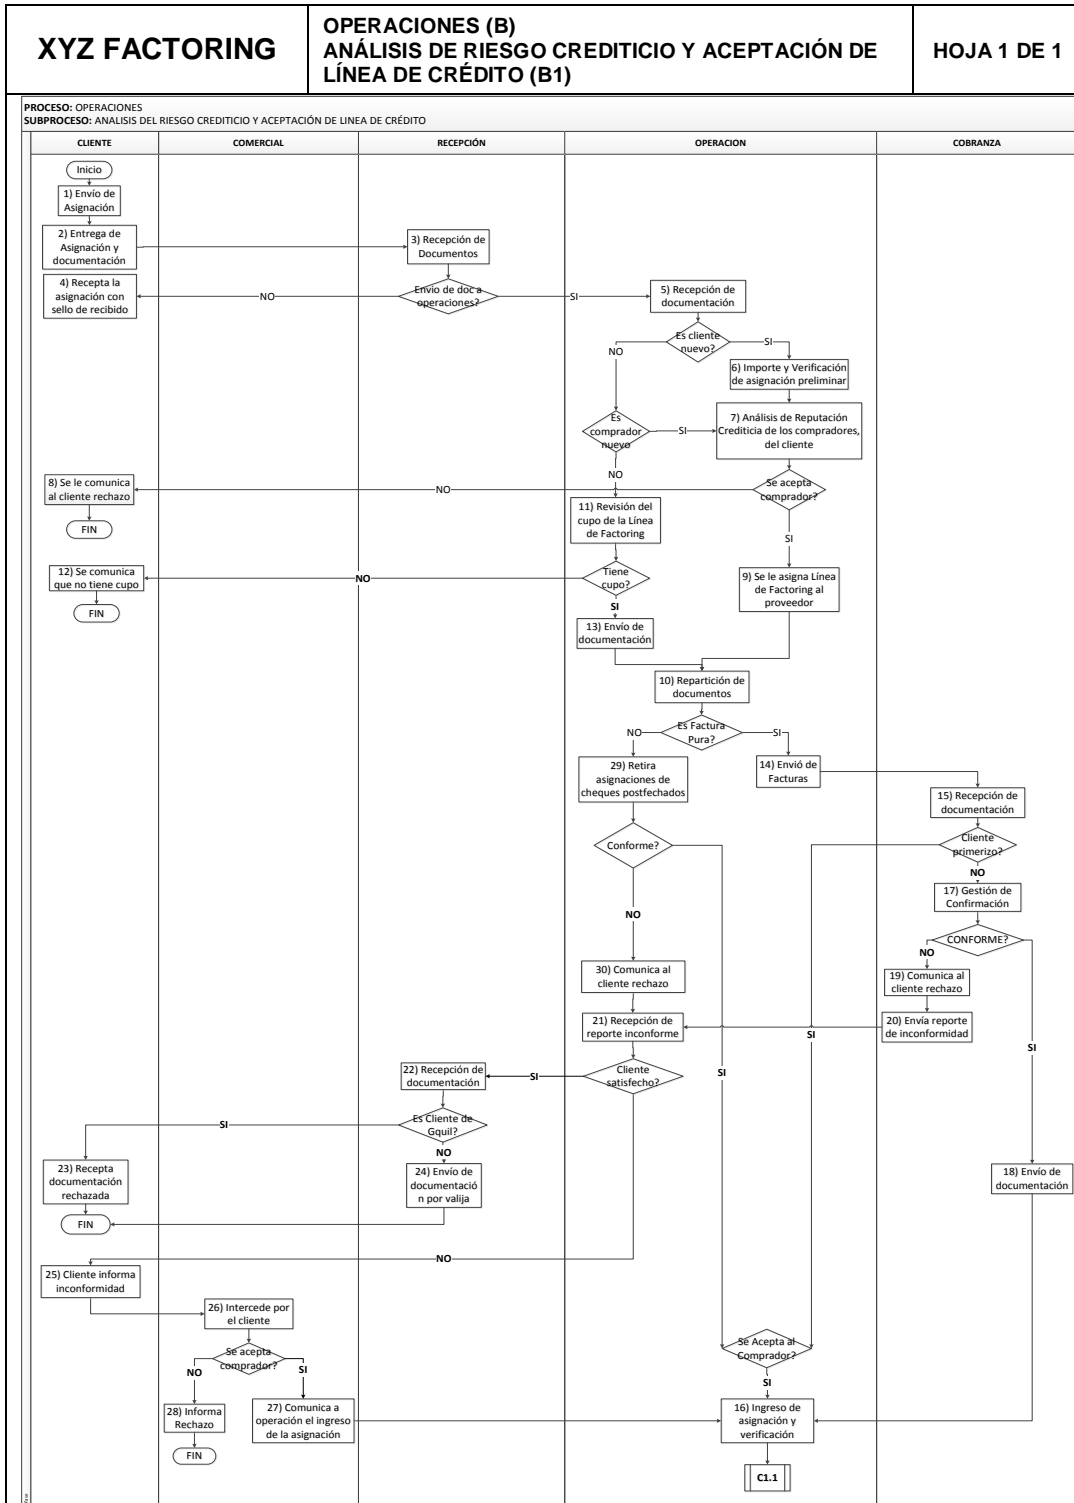 XYZ FACTORING
OPERACIONES (B)
ANÁLISIS DE RIESGO CREDITICIO Y ACEPTACIÓN DE
LÍNEA DE CRÉDITO (B1)
HOJA 1 DE 1
PROCESO: OPERACIONES
SUBPROCESO: ANALISIS DEL RIESGO CREDITICIO Y ACEPTACIÓN DE LINEA DE CRÉDITO
CLIENTE
COMERCIAL
RECEPCIÓN
OPERACION
COBRANZA
Inicio
1) Envío de
Asignación
2) Entrega de
Asignación y
documentación
3) Recepción de
Documentos
4) Recepta la
asignación con
sello de recibido
NO
Envio de doc a
operaciones?
SI
5) Recepción de
documentación
Es cliente
nuevo?
NO
SI
6) Importe y Verificación
de asignación preliminar
Es
comprador
nuevo
SI
7) Análisis de Reputación
Crediticia de los compradores,
del cliente
NO
8) Se le comunica
al cliente rechazo
NO
Se acepta
comprador?
FIN
11) Revisión del
cupo de la Línea
de Factoring
SI
12) Se comunica
que no tiene cupo
NO
Tiene
cupo?
9) Se le asigna Línea
de Factoring al
proveedor
FIN
SI
13) Envío de
documentación
10) Repartición de
documentos
Es Factura
Pura?
NO
SI
29) Retira
asignaciones de
cheques postfechados
14) Envió de
Facturas
15) Recepción de
documentación
Conforme?
Cliente
primerizo?
NO
17) Gestión de
Confirmación
NO
CONFORME?
NO
30) Comunica al
cliente rechazo
19) Comunica al
cliente rechazo
21) Recepción de
reporte inconforme
20) Envía reporte
de inconformidad
SI
SI
SI
22) Recepción de
documentación
SI
Cliente
satisfecho?
Es Cliente de
Gquil?
SI
NO
23) Recepta
documentación
rechazada
24) Envío de
documentació
n por valija
18) Envío de
documentación
FIN
NO
25) Cliente informa
inconformidad
26) Intercede por
el cliente
Se acepta
comprador?
NO
SI
Se Acepta al
Comprador?
SI
28) Informa
Rechazo
27) Comunica a
operación el ingreso
de la asignación
16) Ingreso de
asignación y
verificación
FIN
C1.1